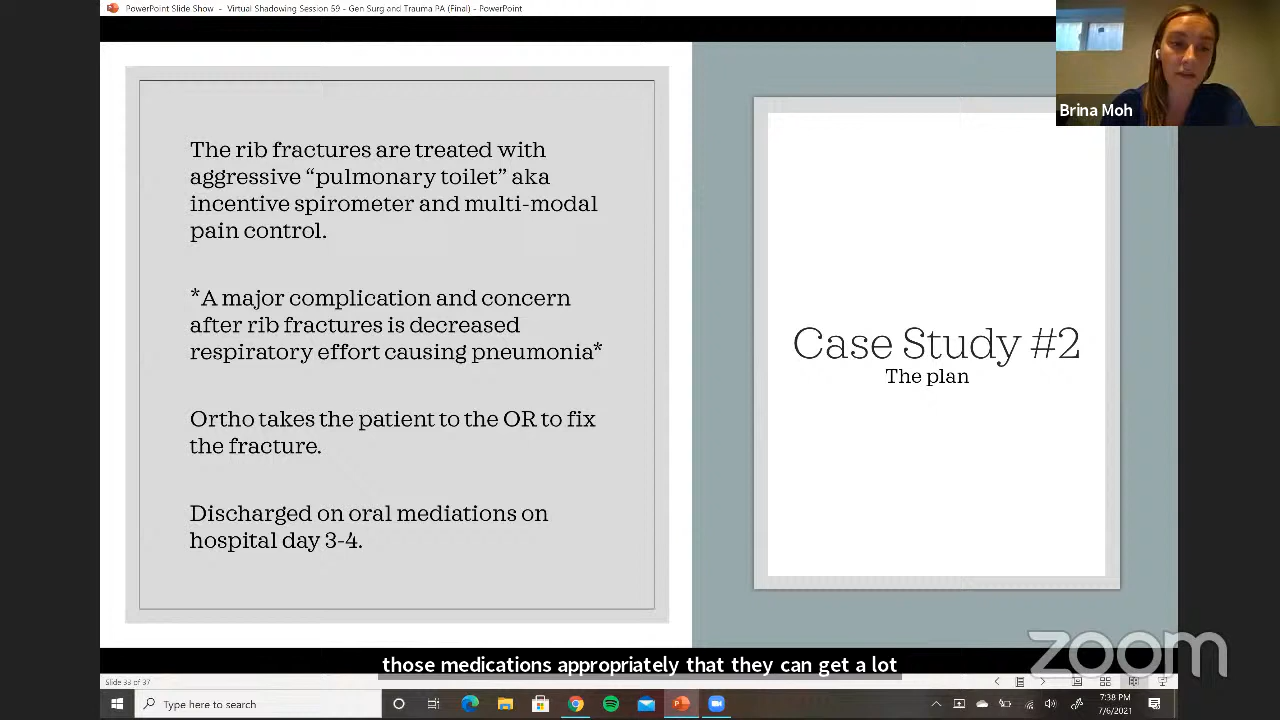 PowerPoint Slide Show - Virtual Shadowing Session 59 - Gen Surg and Trauma PA (Final) - PowerPoint
Brina Moh
The rib fractures are treated with
aggressive “pulmonary toilet” aka
incentive spirometer and multi-modal
pain control.
*A major complication and concern
after rib fractures is decreased
respiratory effort causing pneumonia*
Ortho takes the patient to the OR to fix
the fracture.
Discharged on oral mediations on
hospital day 3-4.
Case Study #2
The plan
zoom
those medications appropriately that they can get a lot
Slide 33 of 37
Type here to search
7:38 PM
7/6/2021